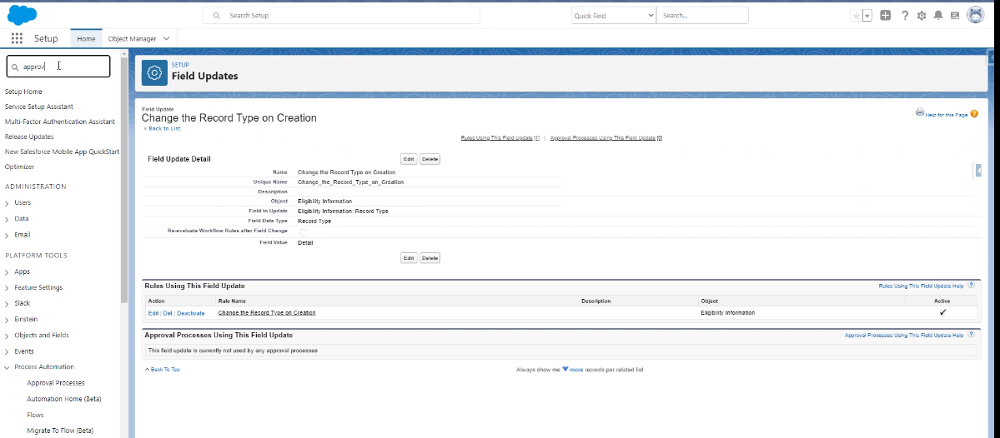 Search Setup
Quick Find
Search...
Setup
Home
Object Manager
approv
Setup Home
Service Setup Assistant
Multi-Factor Authentication Assistant
Release Updates
New Salesforce Mobile App QuickStart
Optimizer
ADMINISTRATION
Users
Data
Email
PLATFORM TOOLS
Apps
Feature Settings
Slack
Einstein
Objects and Fields
Events
Process Automation
Approval Processes
Automation Home (Beta)
Flows
Migrate To Flow (Beta)
SETUP
Field Updates
Field Update
Change the Record Type on Creation
« Back to List
Help for this Page
Rules Using This Field Update [1] | Approval Processes Using This Field Update [0]
Field Update Detail
Edit Delete
Name Change the Record Type on Creation
Unique Name Change_the_Record_Type_on_Creation
Description
Object Eligibility Information
Field to Update Eligibility Information: Record Type
Field Data Type Record Type
Re-evaluate Workflow Rules after Field Change
Field Value Detail
Edit Delete
Rules Using This Field Update
Rules Using This Field Update Help ?
Action Rule Name Description Object Active
Edit | Del | Deactivate Change the Record Type on Creation Eligibility Information ✓
Approval Processes Using This Field Update
Approval Processes Using This Field Update Help ?
This field update is currently not used by any approval processes
^ Back To Top
Always show me ▼ more records per related list